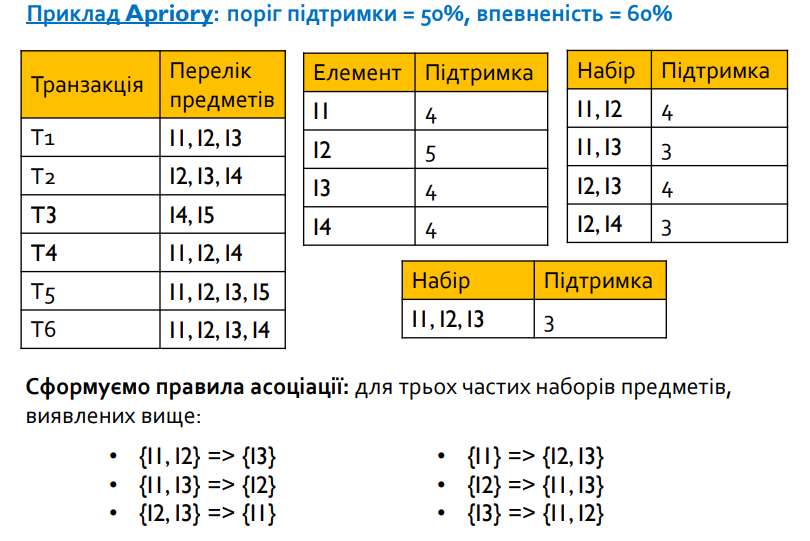 Приклад Apriory: поріг підтримки = 50%, впевненість = 60%
Транзакція Перелік предметів
T1 I1, I2, I3
T2 I2, I3, I4
T3 I4, I5
T4 I1, I2, I4
T5 I1, I2, I3, I5
T6 I1, I2, I3, I4
Елемент Підтримка
I1 4
I2 5
I3 4
I4 4
Набір Підтримка
I1, I2 4
I1, I3 3
I2, I3 4
I2, I4 3
Набір Підтримка
I1, I2, I3 3
Сформуємо правила асоціації: для трьох частих наборів предметів,
виявлених вище:
• {I1, I2} => {I3}
• {I1, I3} => {I2}
• {I2, I3} => {I1}
• {I1} => {I2, I3}
• {I2} => {I1, I3}
• {I3} => {I1, I2}